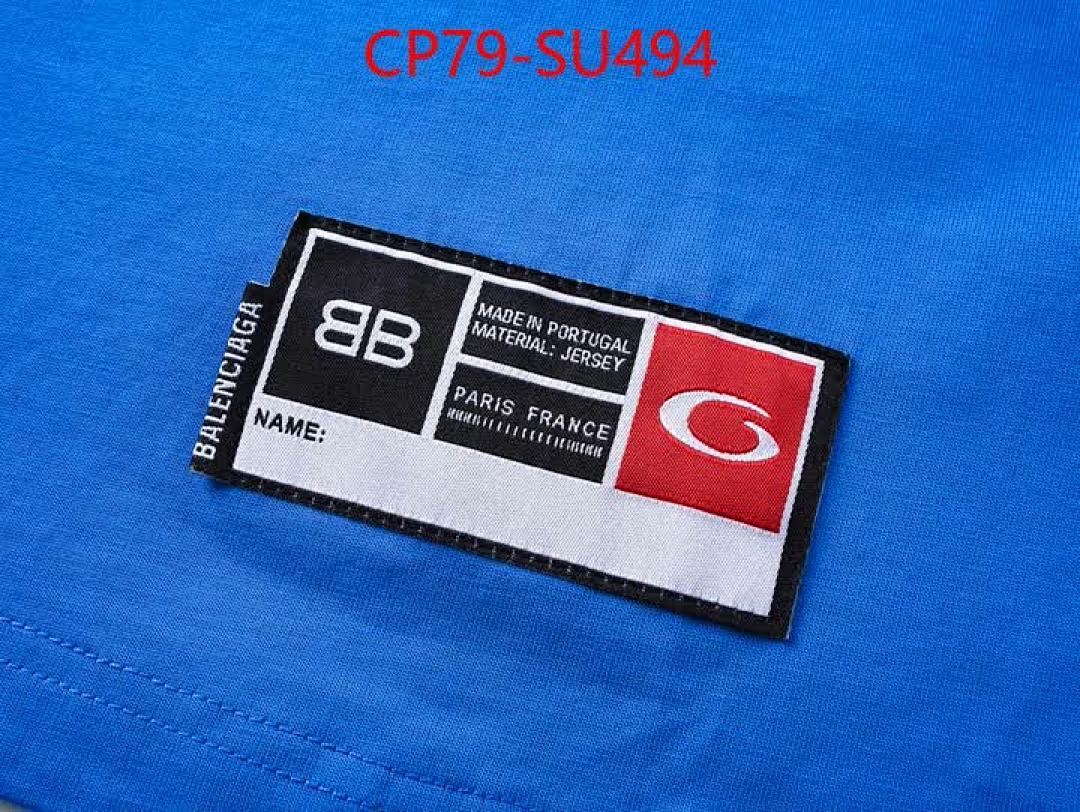 CP79-SU494
BALENCIAGA
BB
MADE IN PORTUGAL
MATERIAL: JERSEY
PARIS FRANCE
NAME: